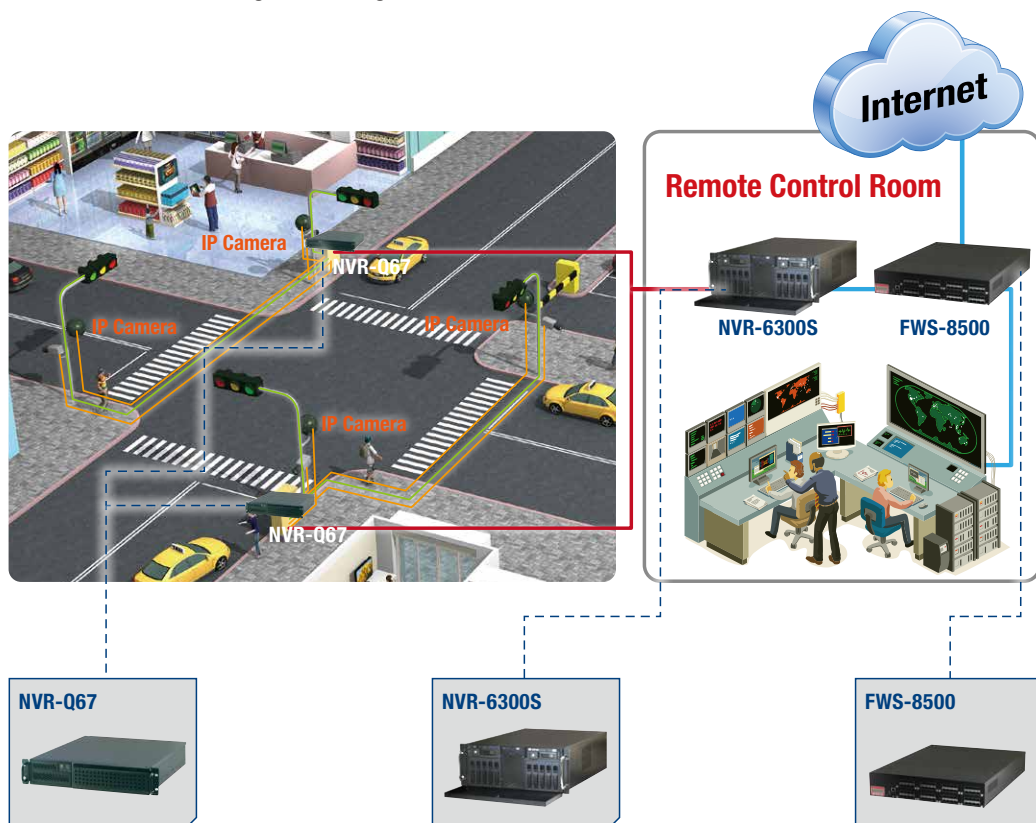 Internet
Remote Control Room
IP Camera
NVR-Q67
IP Camera
IP Camera
NVR-6300S
FWS-8500
IP Camera
NVR-Q67
NVR-Q67
NVR-6300S
FWS-8500